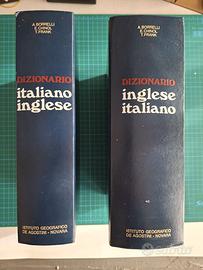 A. BORRELLI
E. CHINOL
T. FRANK
DIZIONARIO
italiano
inglese
ISTITUTO GEOGRAFICO
DE AGOSTINI - NOVARA
A. BORRELLI
E. CHINOL
T. FRANK
DIZIONARIO
inglese
italiano
ISTITUTO GEOGRAFICO
DE AGOSTINI - NOVARA